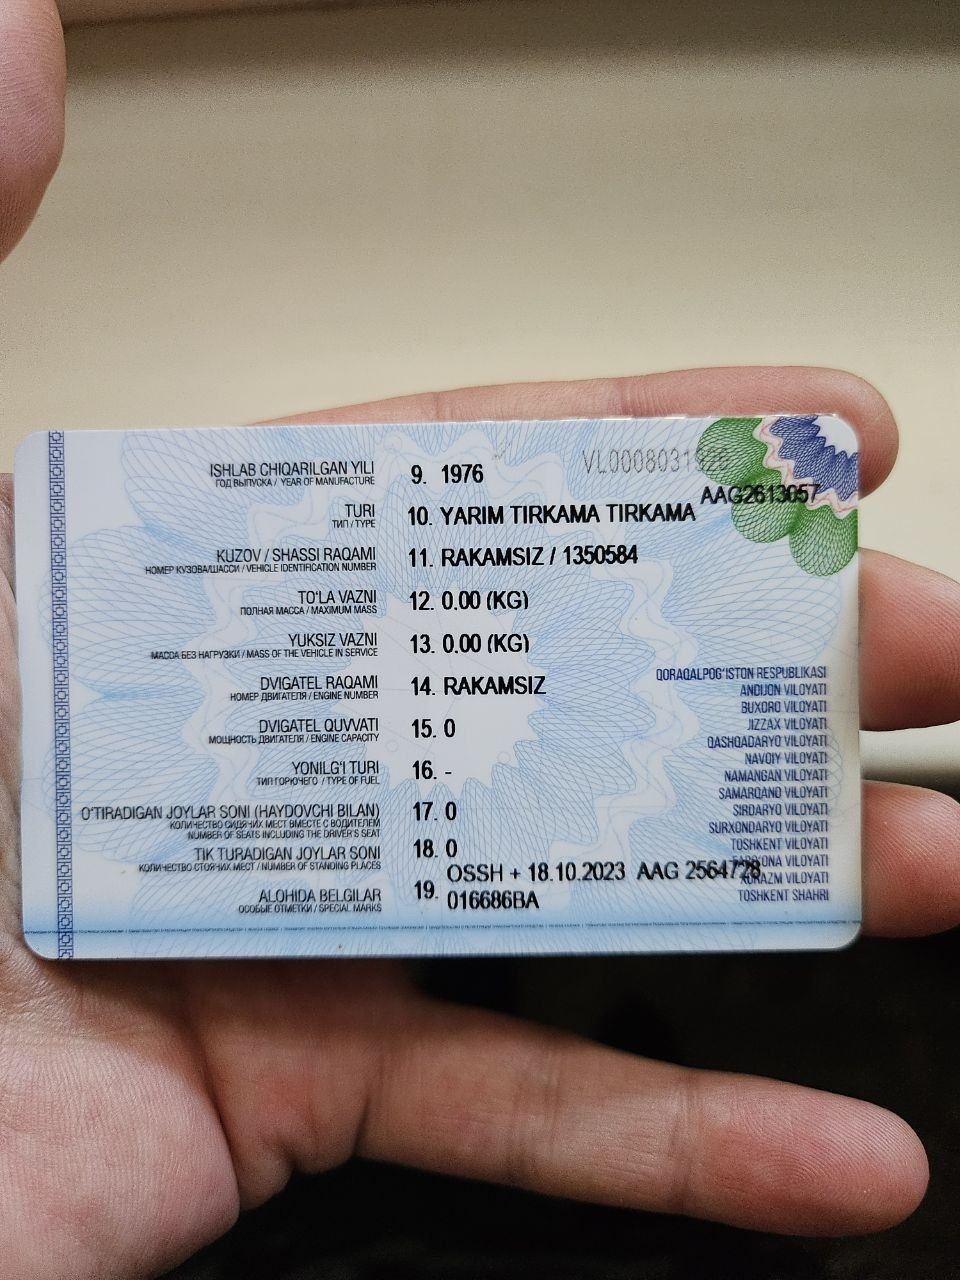 VL0008031
AAG2613057
ISHLAB CHIQARILGAN YILI 9. 1976
ГОД ВЫПУСКА / YEAR OF MANUFACTURE
TURI 10. YARIM TIRKAMA TIRKAMA
ТИП / TYPE
KUZOV / SHASSI RAQAMI 11. RAKAMSIZ / 1350584
НОМЕР КУЗОВА/ШАССИ / VEHICLE IDENTIFICATION NUMBER
TO'LA VAZNI 12. 0.00 (KG)
ПОЛНАЯ МАССА / MAXIMUM MASS
YUKSIZ VAZNI 13. 0.00 (KG)
МАССА БЕЗ НАГРУЗКИ / MASS OF THE VEHICLE IN SERVICE
DVIGATEL RAQAMI 14. RAKAMSIZ
НОМЕР ДВИГАТЕЛЯ / ENGINE NUMBER
DVIGATEL QUVVATI 15. 0
МОЩНОСТЬ ДВИГАТЕЛЯ / ENGINE CAPACITY
YONILG'I TURI 16. -
ТИП ГОРЮЧЕГО / TYPE OF FUEL
O'TIRADIGAN JOYLAR SONI (HAYDOVCHI BILAN) 17. 0
КОЛИЧЕСТВО СИДЯЧИХ МЕСТ ВМЕСТЕ С ВОДИТЕЛЕМ
NUMBER OF SEATS INCLUDING THE DRIVER'S SEAT
TIK TURADIGAN JOYLAR SONI 18. 0
КОЛИЧЕСТВО СТОЯЧИХ МЕСТ / NUMBER OF STANDING PLACES
OSSH + 18.10.2023 AAG 2564728
ALOHIDA BELGILAR 19. 016686BA
ОСОБЫЕ ОТМЕТКИ / SPECIAL MARKS
QORAQALPOG'ISTON RESPUBLIKASI
ANDIJON VILOYATI
BUXORO VILOYATI
JIZZAX VILOYATI
QASHQADARYO VILOYATI
NAVOIY VILOYATI
NAMANGAN VILOYATI
SAMARQAND VILOYATI
SIRDARYO VILOYATI
SURXONDARYO VILOYATI
TOSHKENT VILOYATI
FARG'ONA VILOYATI
XORAZM VILOYATI
TOSHKENT SHAHRI